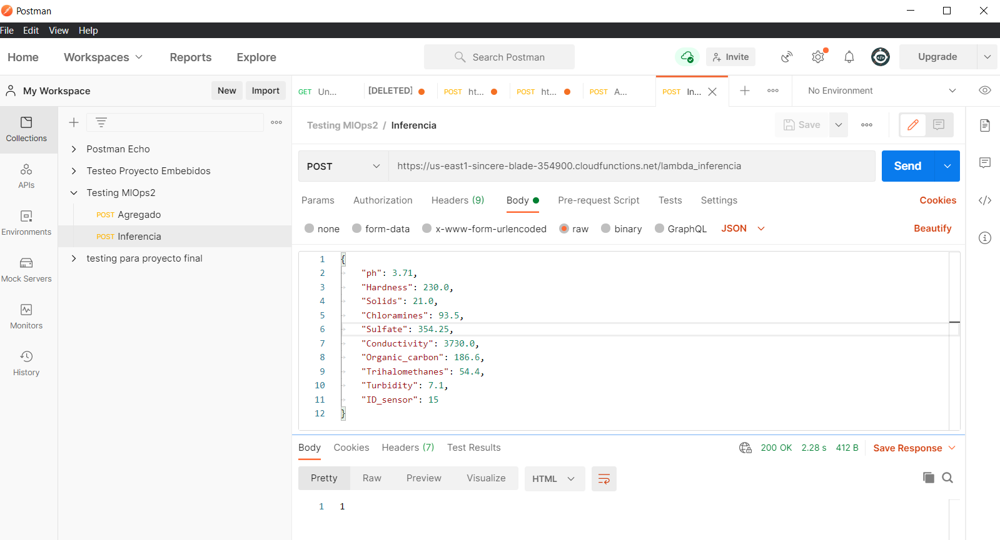 Postman
File Edit View Help
Home Workspaces Reports Explore Search Postman Invite Upgrade
My Workspace New Import
GET Un... [DELETED] POST ht... POST ht... POST A... POST In... No Environment
Collections
APIs
Environments
Mock Servers
Monitors
History
Postman Echo
Testeo Proyecto Embebidos
Testing MlOps2
POST Agregado
POST Inferencia
testing para proyecto final
Testing MlOps2 / Inferencia Save
POST https://us-east1-sincere-blade-354900.cloudfunctions.net/lambda_inferencia Send
Params Authorization Headers (9) Body Pre-request Script Tests Settings Cookies
none form-data x-www-form-urlencoded raw binary GraphQL JSON Beautify
1 {
2 "ph": 3.71,
3 "Hardness": 230.0,
4 "Solids": 21.0,
5 "Chloramines": 93.5,
6 "Sulfate": 354.25,
7 "Conductivity": 3730.0,
8 "Organic_carbon": 186.6,
9 "Trihalomethanes": 54.4,
10 "Turbidity": 7.1,
11 "ID_sensor": 15
12 }
Body Cookies Headers (7) Test Results 200 OK 2.28 s 412 B Save Response
Pretty Raw Preview Visualize HTML
1 1